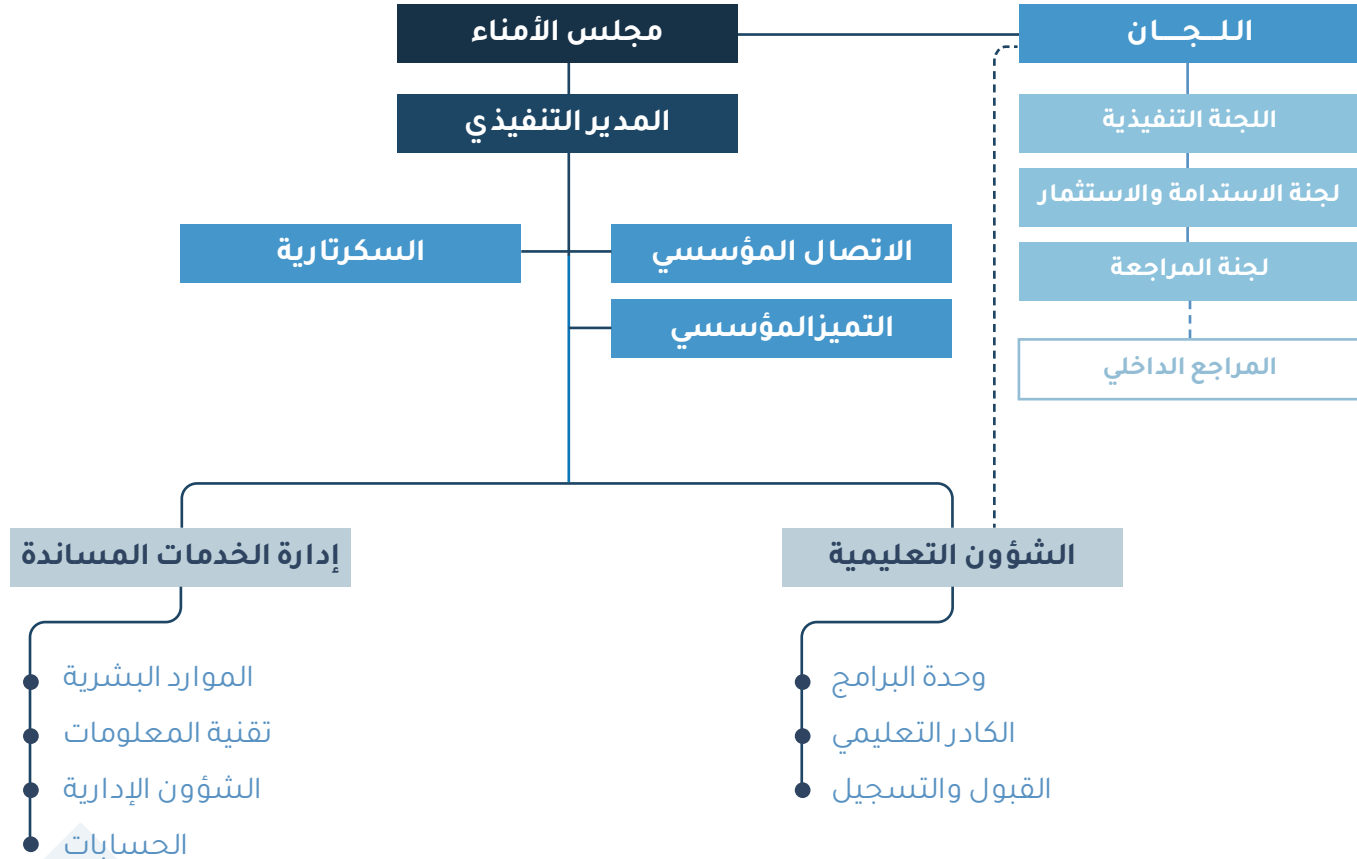 مجلس الأمناء
اللـــجـــــان
المدير التنفيذي
اللجنة التنفيذية
لجنة الاستدامة والاستثمار
لجنة المراجعة
المراجع الداخلي
الاتصال المؤسسي
السكرتارية
التميزالمؤسسي
الشؤون التعليمية
وحدة البرامج
الكادر التعليمي
القبول والتسجيل
إدارة الخدمات المساندة
الموارد البشرية
تقنية المعلومات
الشؤون الإدارية
الحسابات